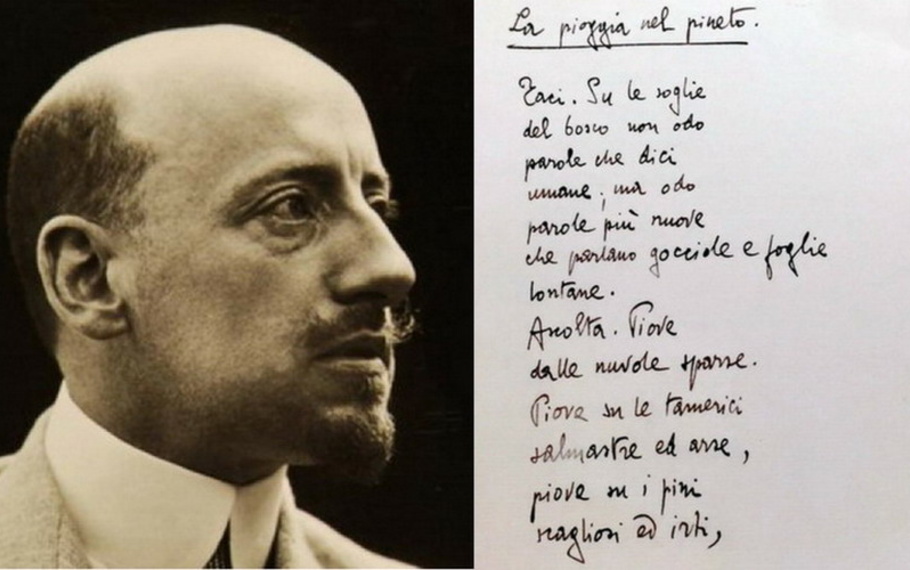 La pioggia nel pineto.
Taci. Su le soglie
del bosco non odo
parole che dici
umane; ma odo
parole più nuove
che parlano gocciole e foglie
lontane.
Ascolta. Piove
dalle nuvole sparse.
Piove su le tamerici
salmastre ed arse,
piove su i pini
scagliosi ed irti,